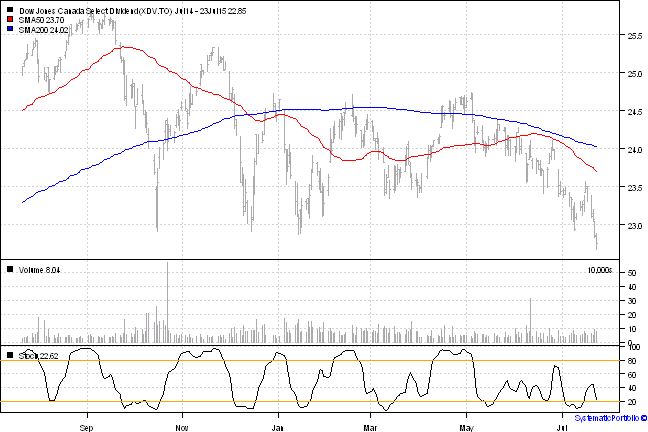 Dow Jones Canada Select Dividend(XDV.TO) Jul14 - 23Jul15 22.85
SMA50 23.70
SMA200 24.02
25.5
25.0
24.5
24.0
23.5
23.0
Volume 8.04
10,000s
50
40
30
20
10
0
Stoch 22.62
100
80
60
40
20
Sep
Nov
Jan
Mar
May
Jul
SystematicPortfolio ©